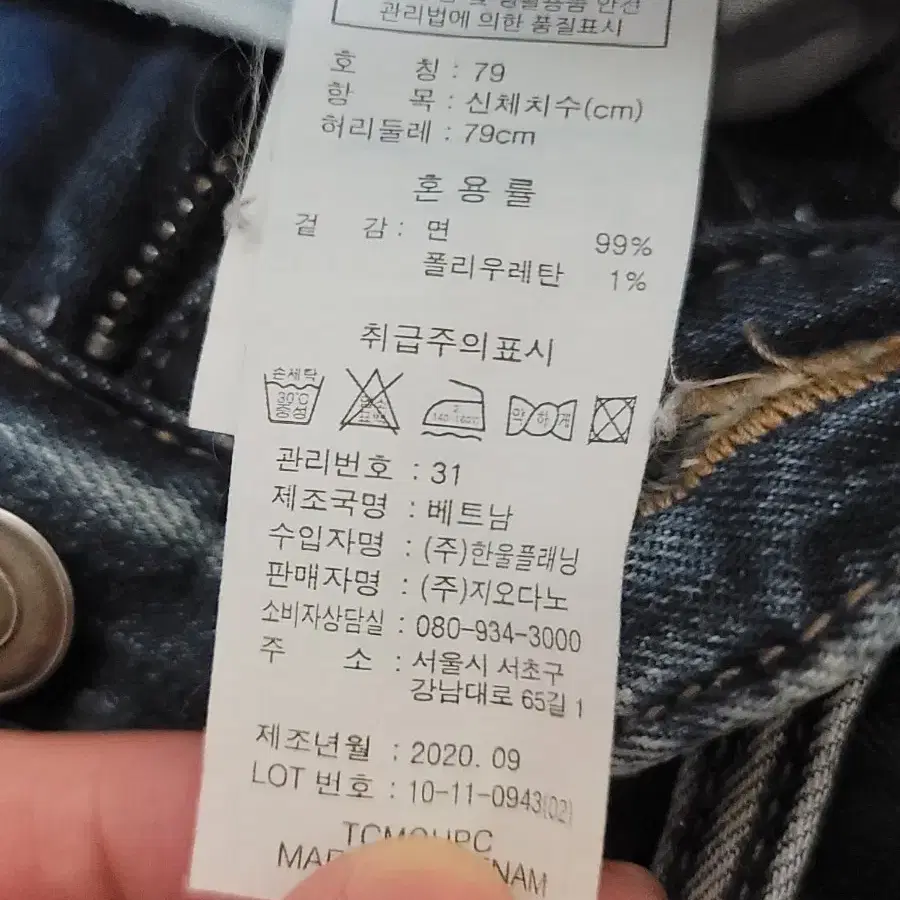 관리법에 의한 품질표시
호 칭 : 79
항 목 : 신체치수(cm)
허리둘레 : 79cm
혼 용 률
겉 감 : 면 99%
폴리우레탄 1%
취급주의표시
손세탁
30℃
중성
표백
약하게
관리번호 : 31
제조국명 : 베트남
수입자명 : (주)한울플래닝
판매자명 : (주)지오다노
소비자상담실 : 080-934-3000
주 소 : 서울시 서초구
강남대로 65길 1
제조년월 : 2020. 09
LOT 번호 : 10-11-0943(02)